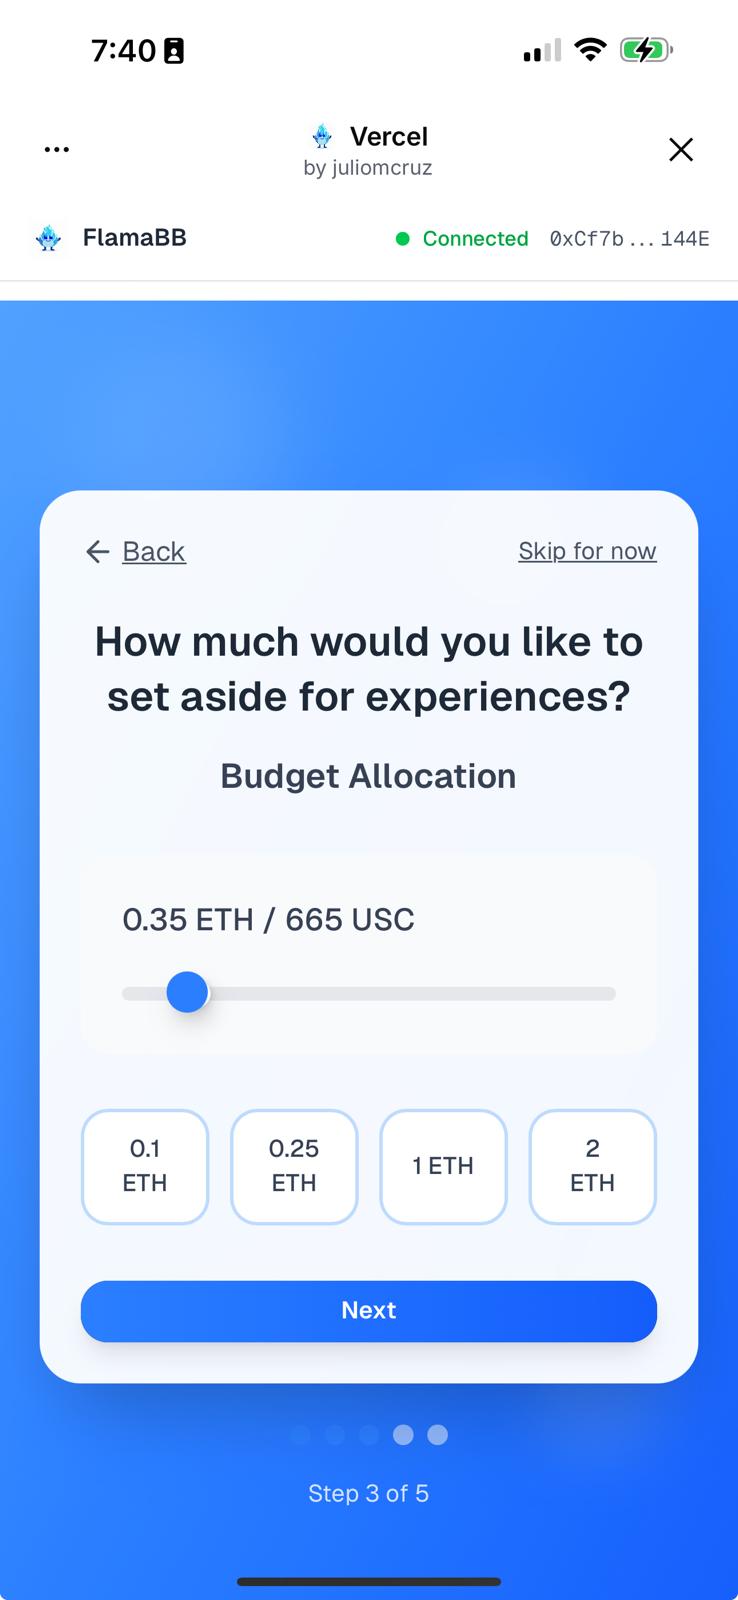 7:40
Vercel
by juliomcruz
FlamaBB
Connected 0xCf7b...144E
Back
Skip for now
How much would you like to
set aside for experiences?
Budget Allocation
0.35 ETH / 665 USC
0.1
ETH
0.25
ETH
1 ETH
2
ETH
Next
Step 3 of 5